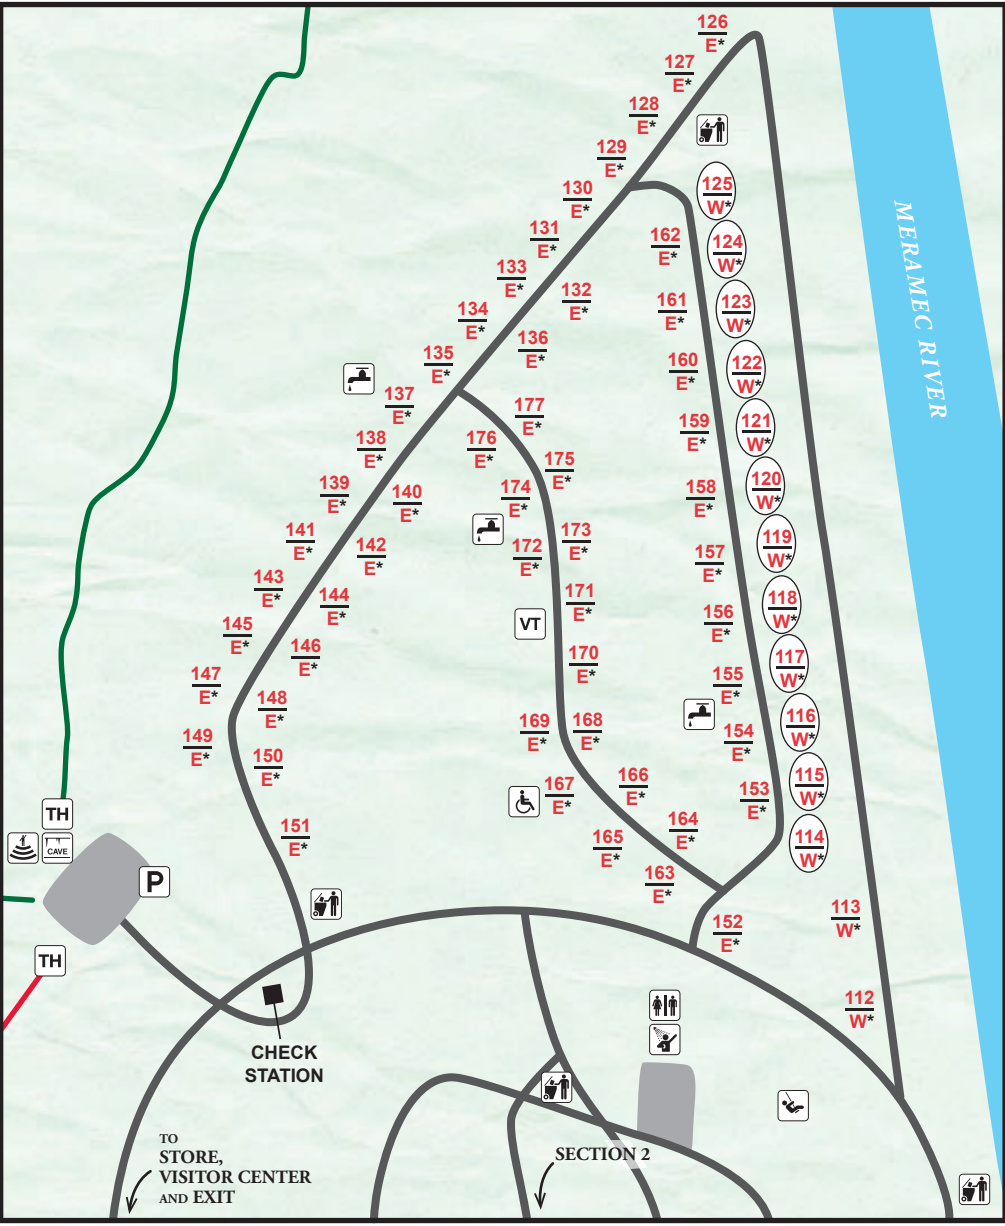 126
E*
127
E*
128
E*
129
E*
130
E*
131
E*
133
E*
134
E*
135
E*
137
E*
138
E*
139
E*
141
E*
143
E*
145
E*
147
E*
149
E*
132
E*
136
E*
140
E*
142
E*
144
E*
146
E*
148
E*
150
E*
151
E*
177
E*
176
E*
175
E*
174
E*
173
E*
172
E*
171
E*
VT
170
E*
169
E*
168
E*
167
E*
166
E*
165
E*
164
E*
163
E*
162
E*
161
E*
160
E*
159
E*
158
E*
157
E*
156
E*
155
E*
154
E*
153
E*
152
E*
125
W*
124
W*
123
W*
122
W*
121
W*
120
W*
119
W*
118
W*
117
W*
116
W*
115
W*
114
W*
113
W*
112
W*
MERAMEC RIVER
TH
CAVE
P
TH
CHECK
STATION
TO
STORE,
VISITOR CENTER
AND EXIT
SECTION 2